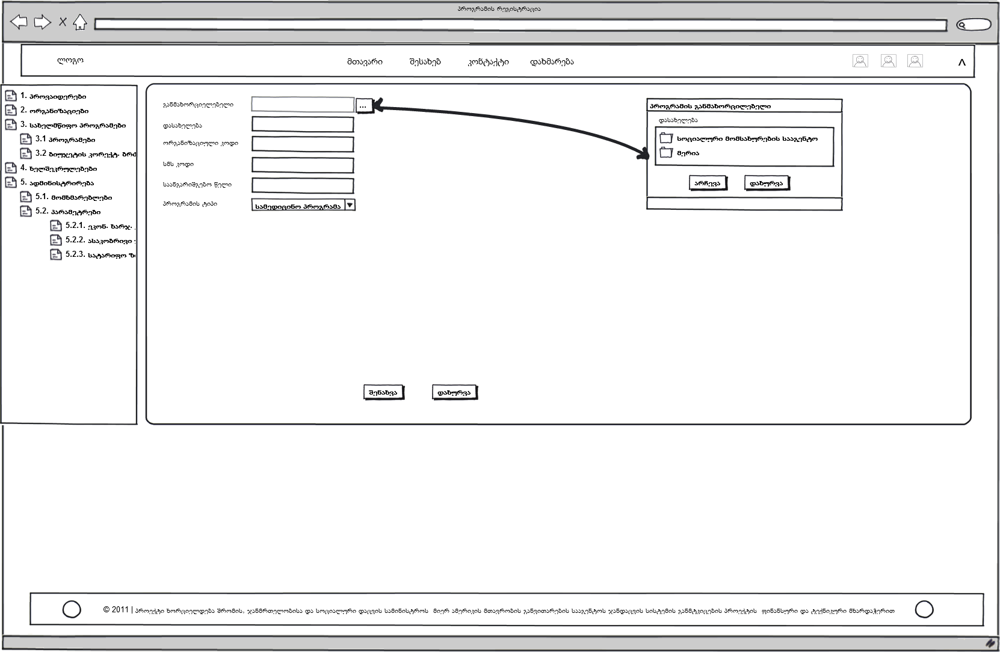 პროგრამის რეგისტრაცია
ლოგო
მთავარი შესახებ კონტაქტი დახმარება
1. პროვაიდერები
2. ორგანიზაციები
3. სახელმწიფო პროგრამები
3.1 პროგრამები
3.2 ბიუჯეტის კორექტ. ბრძ
4. ხელშეკრულებები
5. ადმინისტრირება
5.1. მომხმარებლები
5.2. პარამეტრები
5.2.1. ეკონ. ხარჯ.
5.2.2. ასაკობრივი
5.2.3. სატარიფო
განმახორციელებელი
...
დასახელება
ორგანიზაციული კოდი
სმს კოდი
საანგარიშგებო წელი
პროგრამის ტიპი
სამედიცინო პროგრამა
პროგრამის განმახორცილებელი
დასახელება
სოციალური მომსახურების სააგენტო
მერია
არჩევა დახურვა
შენახვა დახურვა
© 2011 | პროექტი ხორციელდება შრომის, ჯანმრთელობისა და სოციალური დაცვის სამინისტროს მიერ ამერიკის მთავრობის განვითარების სააგენტოს ჯანდაცვის სისტემის განმტკიცების პროექტის ფინანსური და ტექნიკური მხარდაჭერით